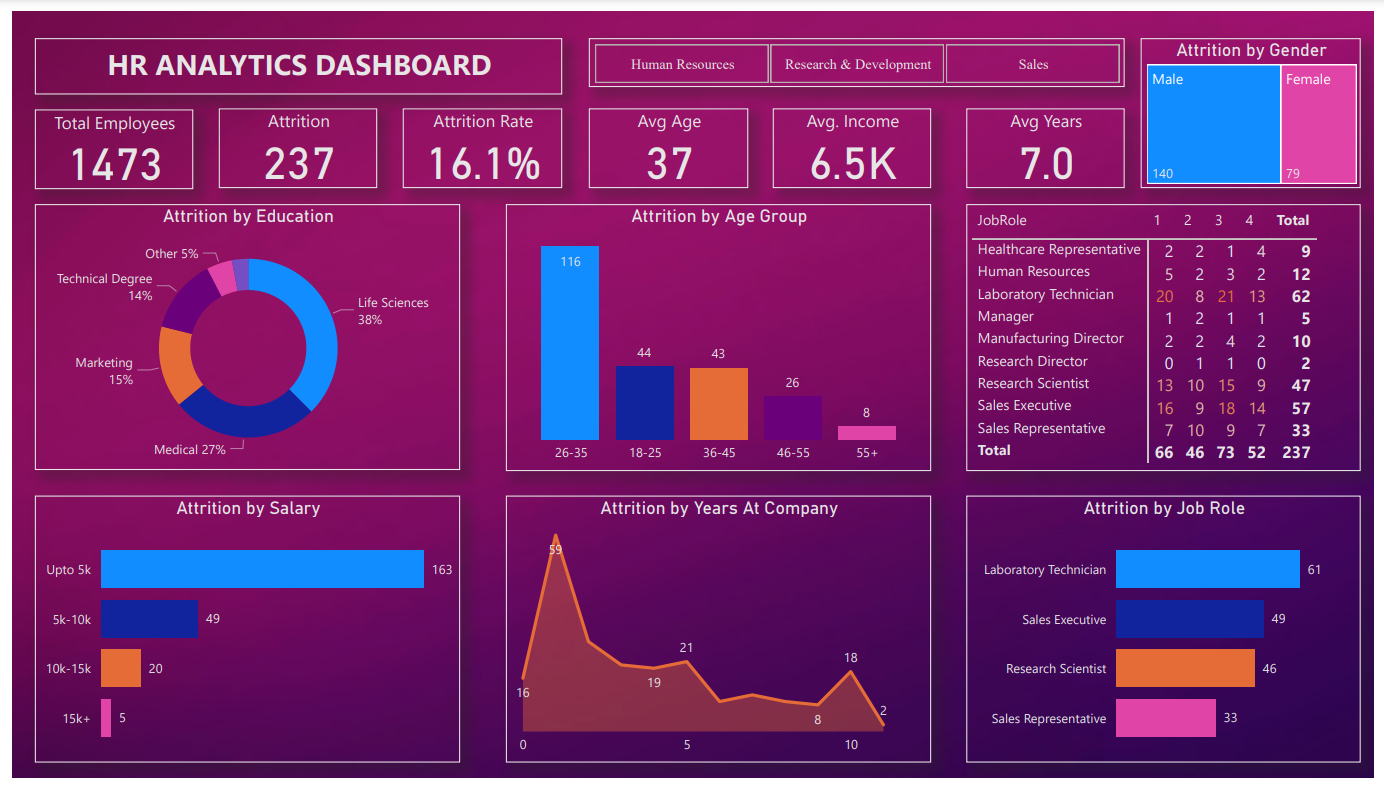 HR ANALYTICS DASHBOARD
Human Resources
Research & Development
Sales
Attrition by Gender
Male
Female
140
79
Total Employees
1473
Attrition
237
Attrition Rate
16.1%
Avg Age
37
Avg. Income
6.5K
Avg Years
7.0
Attrition by Education
Other 5%
Technical Degree
14%
Life Sciences
38%
Marketing
15%
Medical 27%
Attrition by Age Group
116
44
43
26
8
26-35
18-25
36-45
46-55
55+
JobRole 1 2 3 4 Total
Healthcare Representative 2 2 1 4 9
Human Resources 5 2 3 2 12
Laboratory Technician 20 8 21 13 62
Manager 1 2 1 1 5
Manufacturing Director 2 2 4 2 10
Research Director 0 1 1 0 2
Research Scientist 13 10 15 9 47
Sales Executive 16 9 18 14 57
Sales Representative 7 10 9 7 33
Total 66 46 73 52 237
Attrition by Salary
Upto 5k 163
5k-10k 49
10k-15k 20
15k+ 5
Attrition by Years At Company
59
16
19
21
8
18
2
0
5
10
Attrition by Job Role
Laboratory Technician 61
Sales Executive 49
Research Scientist 46
Sales Representative 33